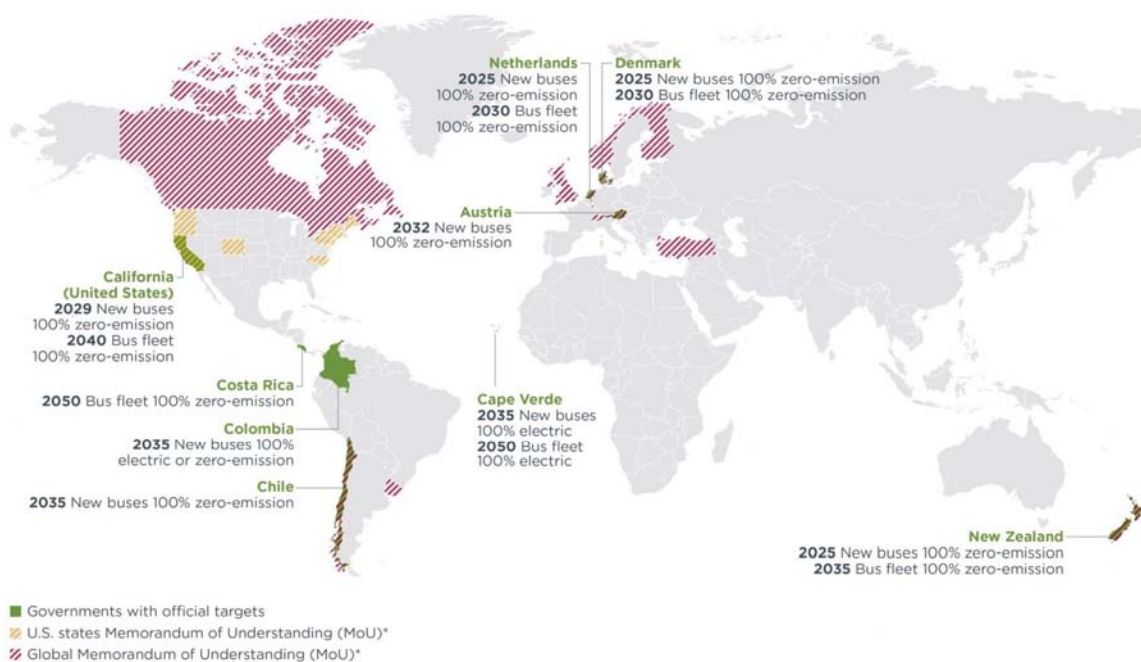 Netherlands
2025 New buses
100% zero-emission
2030 Bus fleet
100% zero-emission
Denmark
2025 New buses 100% zero-emission
2030 Bus fleet 100% zero-emission
Austria
2032 New buses
100% zero-emission
California
(United States)
2029 New buses
100% zero-emission
2040 Bus fleet
100% zero-emission
Costa Rica
2050 Bus fleet 100% zero-emission
Colombia
2035 New buses 100%
electric or zero-emission
Chile
2035 New buses 100% zero-emission
Cape Verde
2035 New buses
100% electric
2050 Bus fleet
100% electric
New Zealand
2025 New buses 100% zero-emission
2035 Bus fleet 100% zero-emission
Governments with official targets
U.S. states Memorandum of Understanding (MoU)*
Global Memorandum of Understanding (MoU)*